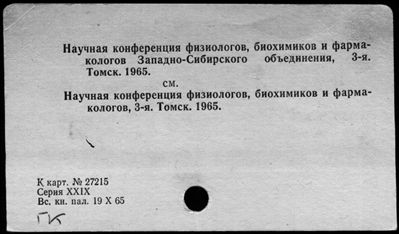 Научная конференция физиологов, биохимиков и фарма-
кологов Западно-Сибирского объединения, 3-я.
Томск. 1965.
см.
Научная конференция физиологов, биохимиков и фарма-
кологов, 3-я. Томск. 1965.
К карт. № 27215
Серия XXIX
Вс. кн. пал. 19 X 65
ГК